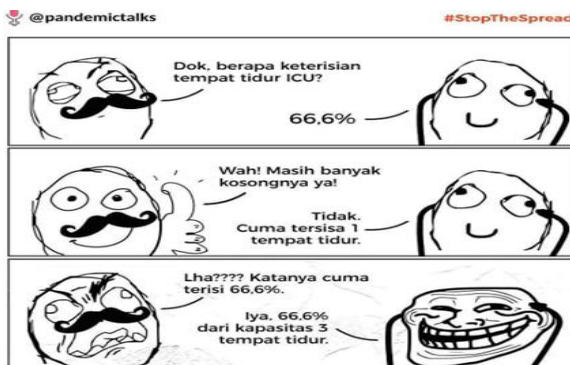 @pandemictalks
#StopTheSpread
Dok, berapa keterisian
tempat tidur ICU?
66,6%
Wah! Masih banyak
kosongnya ya!
Tidak.
Cuma tersisa 1
tempat tidur.
Lha???? Katanya cuma
terisi 66,6%.
Iya, 66,6%
dari kapasitas 3
tempat tidur.